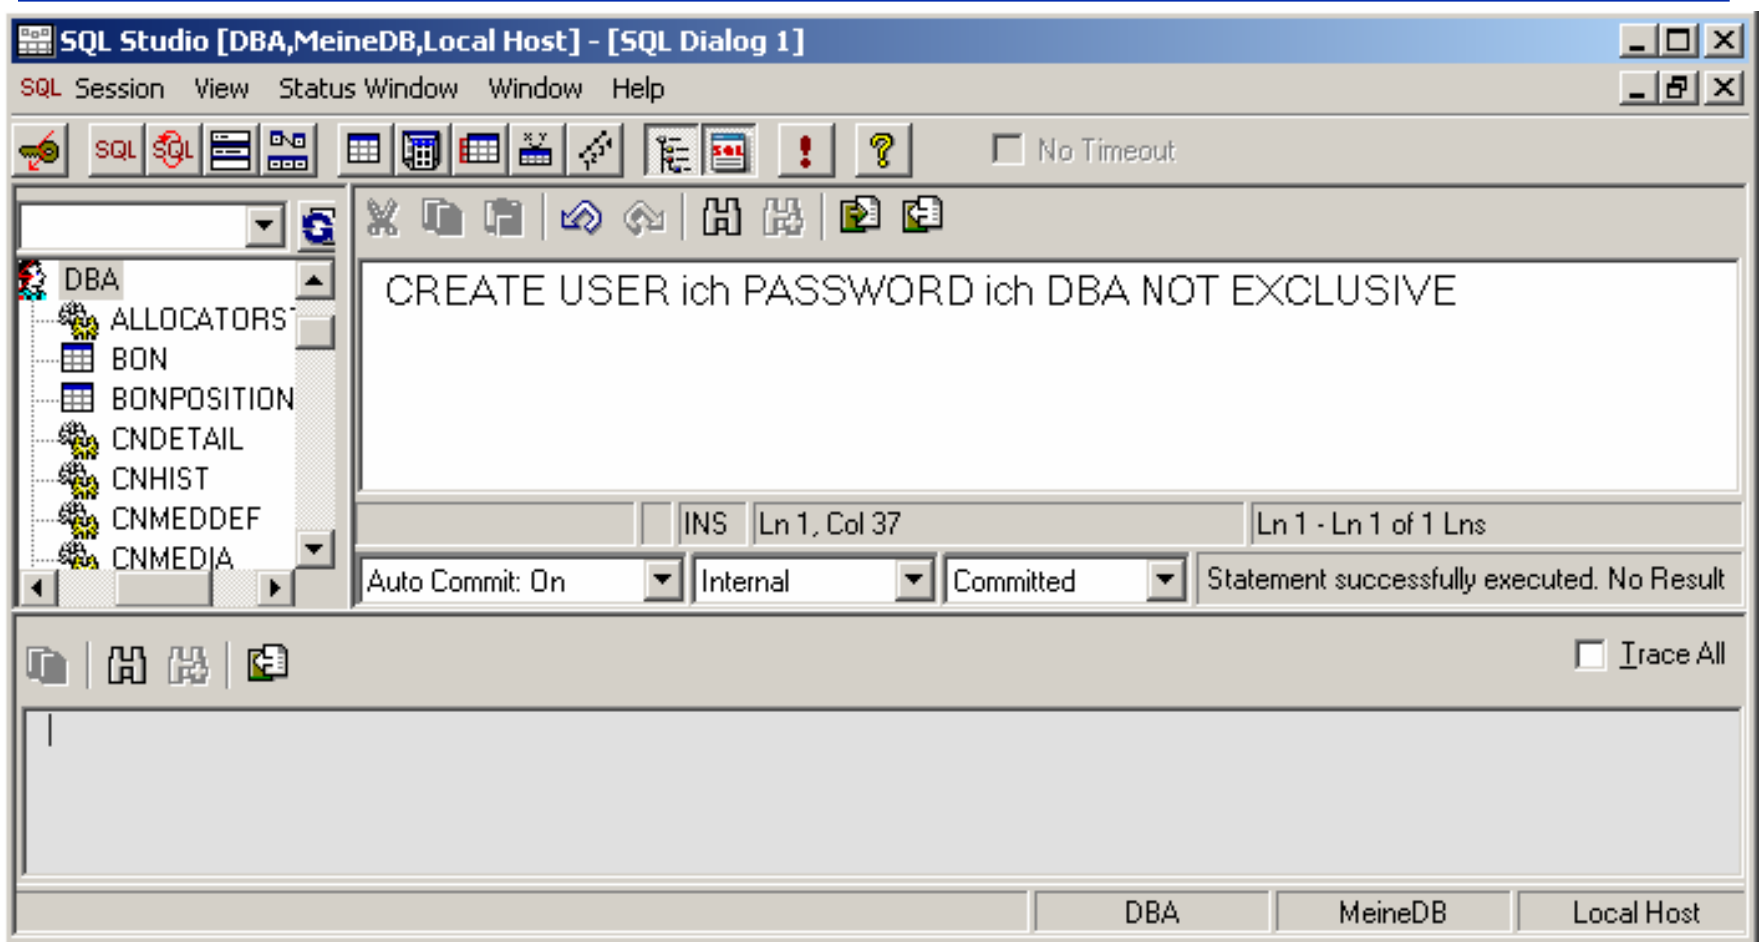 SQL Studio [DBA,MeineDB,Local Host] - [SQL Dialog 1]
SQL Session View Status Window Window Help
SQL SQL x y SQL ! ? No Timeout
DBA
ALLOCATORST
BON
BONPOSITION
CNDETAIL
CNHIST
CNMEDDEF
CNMEDIA
CREATE USER ich PASSWORD ich DBA NOT EXCLUSIVE
INS Ln 1, Col 37 Ln 1 - Ln 1 of 1 Lns
Auto Commit: On Internal Committed Statement successfully executed. No Result
Trace All
DBA MeineDB Local Host